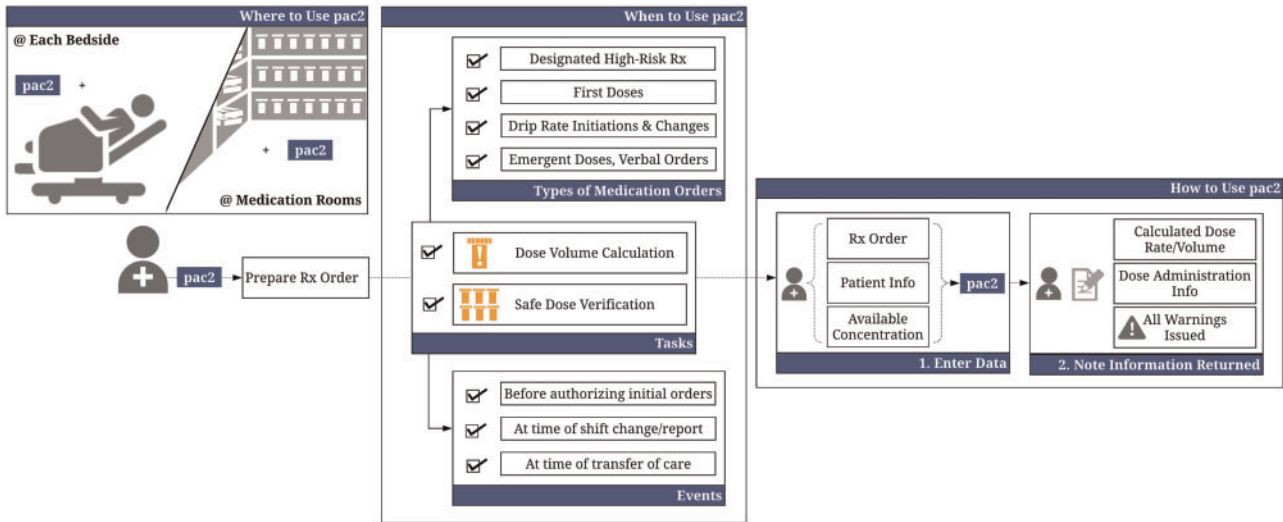 Where to Use pac2
@ Each Bedside
pac2 +
+ pac2
@ Medication Rooms
pac2
Prepare Rx Order
When to Use pac2
Designated High-Risk Rx
First Doses
Drip Rate Initiations & Changes
Emergent Doses, Verbal Orders
Types of Medication Orders
Dose Volume Calculation
Safe Dose Verification
Tasks
Before authorizing initial orders
At time of shift change/report
At time of transfer of care
Events
How to Use pac2
Rx Order
Patient Info
Available
Concentration
pac2
1. Enter Data
Calculated Dose
Rate/Volume
Dose Administration
Info
All Warnings
Issued
2. Note Information Returned